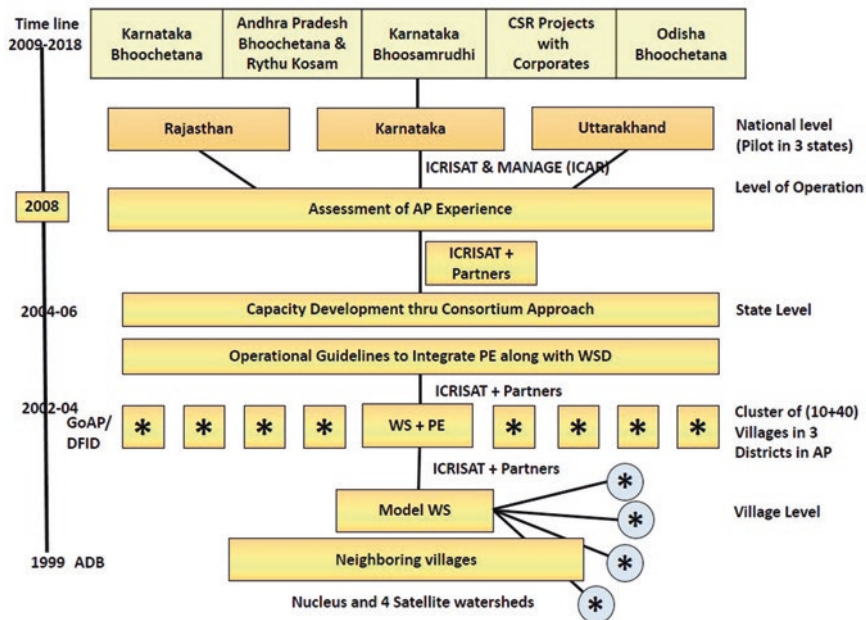 Time line
2009-2018
Karnataka
Bhoochetana
Andhra Pradesh
Bhoochetana &
Rythu Kosam
Karnataka
Bhoosamrudhi
CSR Projects
with
Corporates
Odisha
Bhoochetana
Rajasthan
Karnataka
Uttarakhand
National level
(Pilot in 3 states)
ICRISAT & MANAGE (ICAR)
Level of Operation
2008
Assessment of AP Experience
ICRISAT +
Partners
2004-06
Capacity Development thru Consortium Approach
State Level
Operational Guidelines to Integrate PE along with WSD
ICRISAT + Partners
2002-04
GoAP/
DFID
* * * * WS + PE * * * *
Cluster of (10+40)
Villages in 3
Districts in AP
ICRISAT + Partners
*
Model WS
*
Village Level
Neighboring villages
*
1999 ADB
Nucleus and 4 Satellite watersheds
*